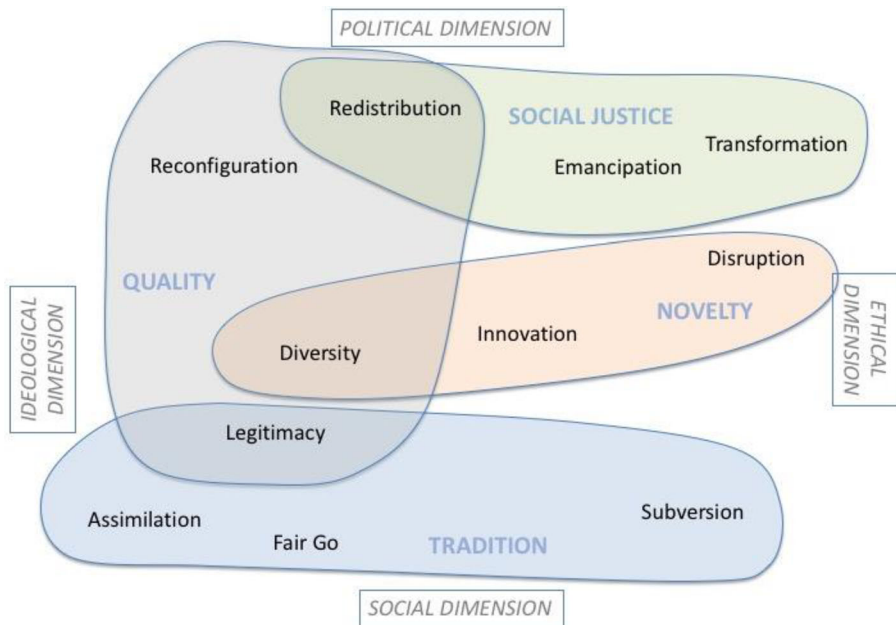 POLITICAL DIMENSION
Redistribution
SOCIAL JUSTICE
Transformation
Reconfiguration
Emancipation
Disruption
QUALITY
NOVELTY
Innovation
Diversity
IDEOLOGICAL
DIMENSION
ETHICAL
DIMENSION
Legitimacy
Assimilation
Subversion
Fair Go
TRADITION
SOCIAL DIMENSION